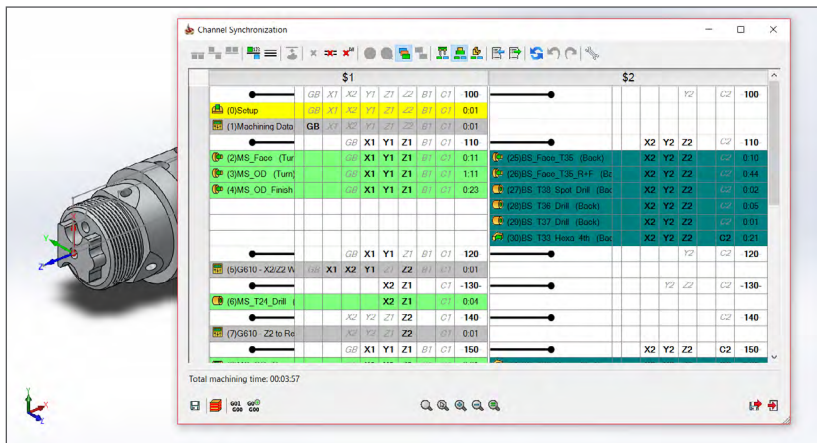 Channel Synchronization
$1 $2
GB X1 X2 Y1 Z1 Z2 B1 C1 -100 Y2 C2 -100
(0)Setup GB X1 X2 Y1 Z1 Z2 B1 C1 0:01
(1)Machining Data GB X1 X2 Y1 Z1 Z2 B1 C1 0:01
GB X1 Y1 Z1 B1 C1 -110 X2 Y2 Z2 C2 -110
(2)MS_Face (Tur GB X1 Y1 Z1 B1 C1 0:11 (25)BS_Face_T35 (Back) X2 Y2 Z2 C2 0:10
(3)MS_OD (Turn) GB X1 Y1 Z1 B1 C1 1:11 (26)BS_Face_T35_R+F (Bac X2 Y2 Z2 C2 0:44
(4)MS_OD_Finish GB X1 Y1 Z1 B1 C1 0:23 (27)BS T33 Spot Drill (Bac X2 Y2 Z2 C2 0:02
(28)BS T36 Drill (Back) X2 Y2 Z2 C2 0:05
(29)BS T37 Drill (Back) X2 Y2 Z2 C2 0:01
(30)BS T33 Hexa 4th (Bac X2 Y2 Z2 C2 0:21
GB X1 Y1 Z1 B1 C1 -120 Y2 C2 -120
(5)G610 - X2/Z2 W GB X1 X2 Y1 Z1 Z2 B1 C1 0:01
X2 Z1 C1 -130- Y2 Z2 C2 -130-
(6)MS_T24_Drill ( X2 Z1 C1 0:04
X2 Y2 Z1 Z2 C1 140 C2 140
(7)G610 - Z2 to Re X2 Y2 Z1 Z2 C1 0:01
GB X1 Y1 Z1 B1 C1 150 X2 Y2 Z2 C2 150
Total machining time: 00:03:57
G01 G00
G00 G00
Y X Z
Y X Z